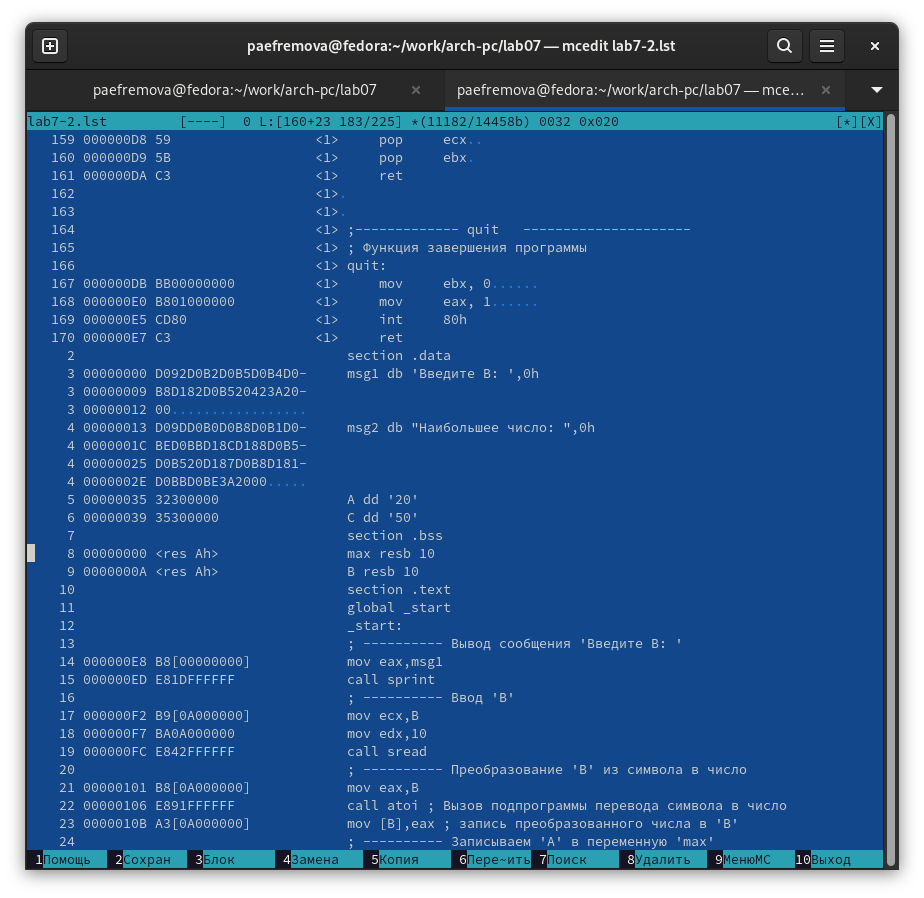 paefremova@fedora:~/work/arch-pc/lab07 — mcedit lab7-2.lst
paefremova@fedora:~/work/arch-pc/lab07 × paefremova@fedora:~/work/arch-pc/lab07 — mce... ×
lab7-2.lst [----] 0 L:[160+23 183/225] *(11182/14458b) 0032 0x020 [*][X]
159 000000D8 59 <1> pop ecx..
160 000000D9 5B <1> pop ebx.
161 000000DA C3 <1> ret
162 <1>.
163 <1>.
164 <1> ;------------- quit ---------------------
165 <1> ; Функция завершения программы
166 <1> quit:
167 000000DB BB00000000 <1> mov ebx, 0......
168 000000E0 B801000000 <1> mov eax, 1......
169 000000E5 CD80 <1> int 80h
170 000000E7 C3 <1> ret
2 section .data
3 00000000 D092D0B2D0B5D0B4D0- msg1 db 'Введите B: ',0h
3 00000009 B8D182D0B520423A20-
3 00000012 00.................
4 00000013 D09DD0B0D0B8D0B1D0- msg2 db "Наибольшее число: ",0h
4 0000001C BED0BBD18CD188D0B5-
4 00000025 D0B520D187D0B8D181-
4 0000002E D0BBD0BE3A2000.....
5 00000035 32300000 A dd '20'
6 00000039 35300000 C dd '50'
7 section .bss
8 00000000 <res Ah> max resb 10
9 0000000A <res Ah> B resb 10
10 section .text
11 global _start
12 _start:
13 ; ---------- Вывод сообщения 'Введите B: '
14 000000E8 B8[00000000] mov eax,msg1
15 000000ED E81DFFFFFF call sprint
16 ; ---------- Ввод 'B'
17 000000F2 B9[0A000000] mov ecx,B
18 000000F7 BA0A000000 mov edx,10
19 000000FC E842FFFFFF call sread
20 ; ---------- Преобразование 'B' из символа в число
21 00000101 B8[0A000000] mov eax,B
22 00000106 E891FFFFFF call atoi ; Вызов подпрограммы перевода символа в число
23 0000010B A3[0A000000] mov [B],eax ; запись преобразованного числа в 'B'
24 ; ---------- Записываем 'A' в переменную 'max'
1Помощь 2Сохран 3Блок 4Замена 5Копия 6Пере~ить 7Поиск 8Удалить 9МенюMC 10Выход